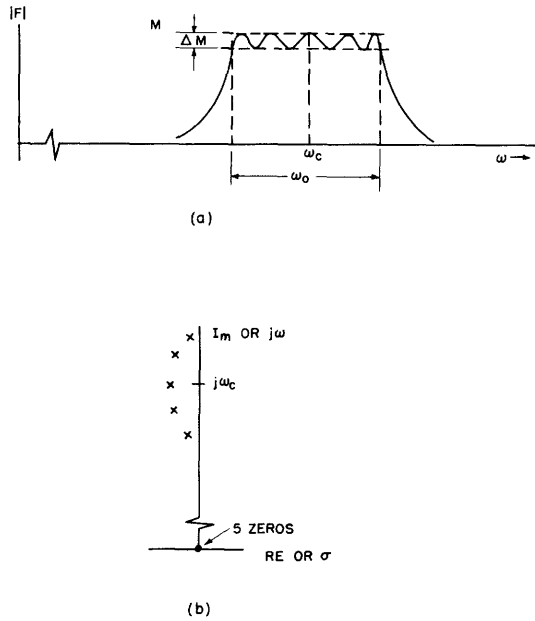 |F|
M
ΔM
ω_c
ω →
ω_o
(a)
I_m OR jω
jω_c
5 ZEROS
RE OR σ
(b)